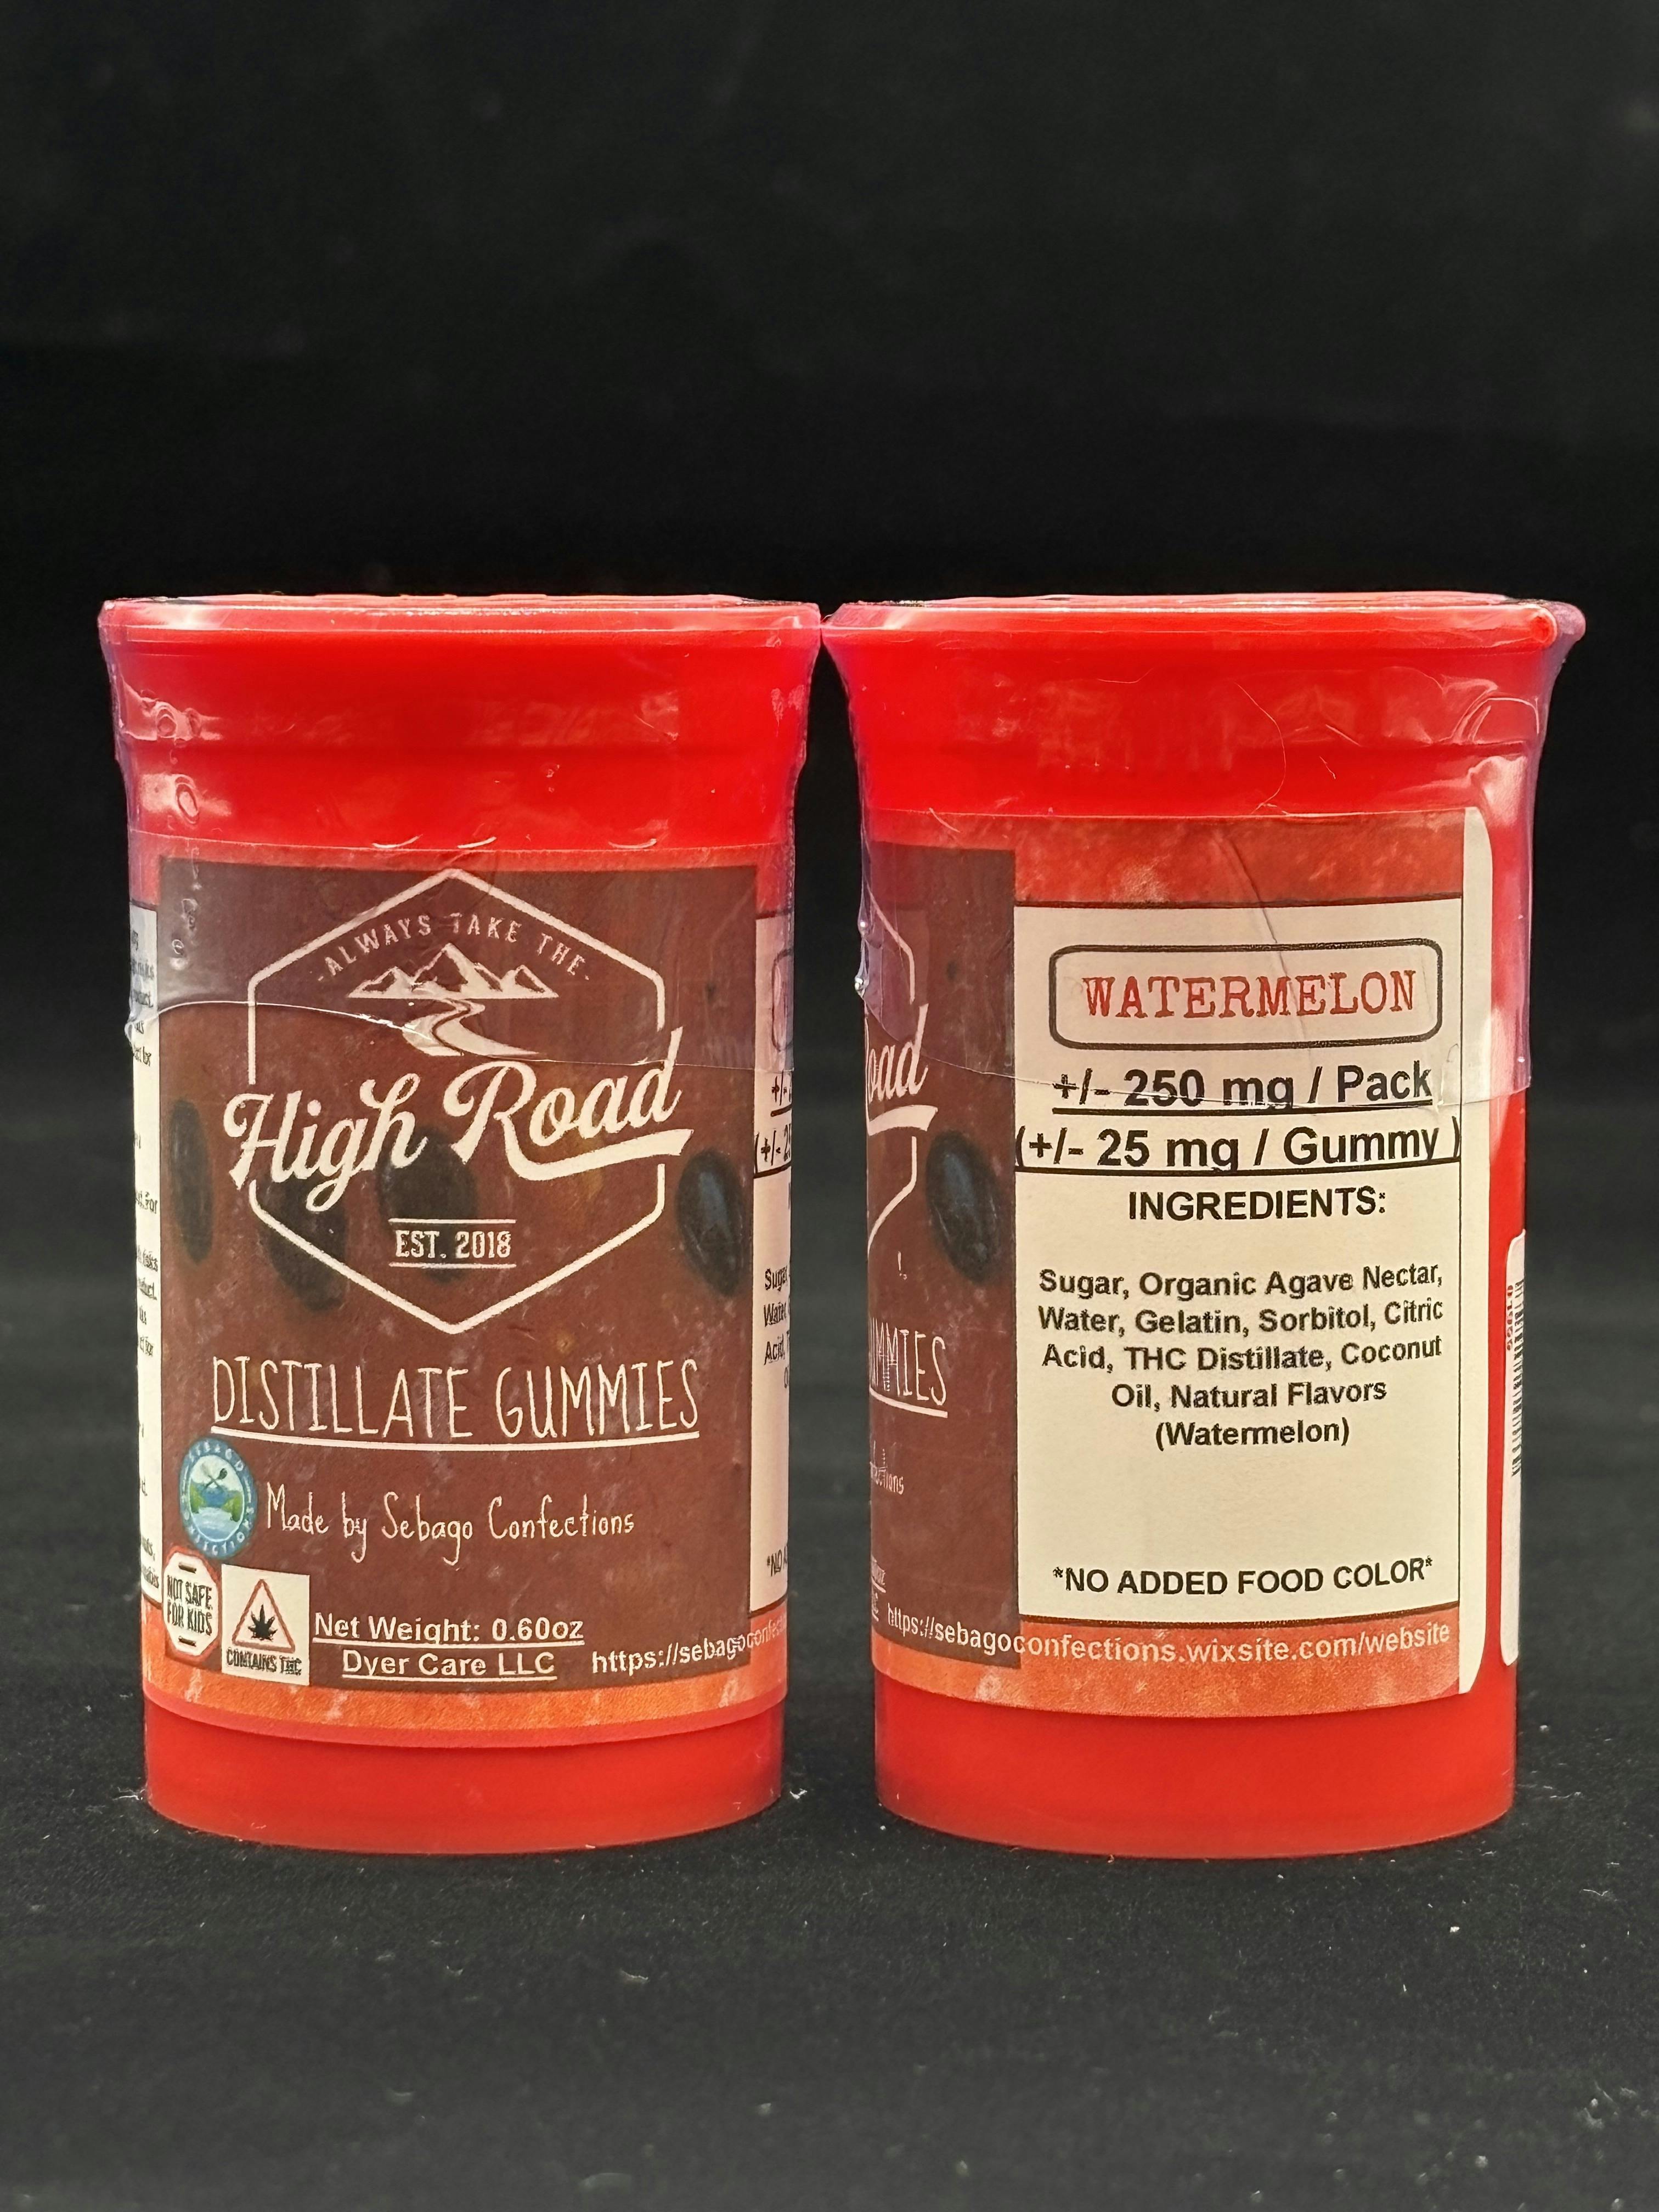 -ALWAYS TAKE THE-
High Road
EST. 2018
DISTILLATE GUMMIES
Made by Sebago Confections
NOT SAFE
FOR KIDS
CONTAINS THC
Net Weight: 0.60oz
Dyer Care LLC
https://sebagoconfec
oad
UMMIES
WATERMELON
+/- 250 mg / Pack
(+/- 25 mg / Gummy )
INGREDIENTS:
Sugar, Organic Agave Nectar,
Water, Gelatin, Sorbitol, Citric
Acid, THC Distillate, Coconut
Oil, Natural Flavors
(Watermelon)
*NO ADDED FOOD COLOR*
https://sebagoconfections.wixsite.com/website